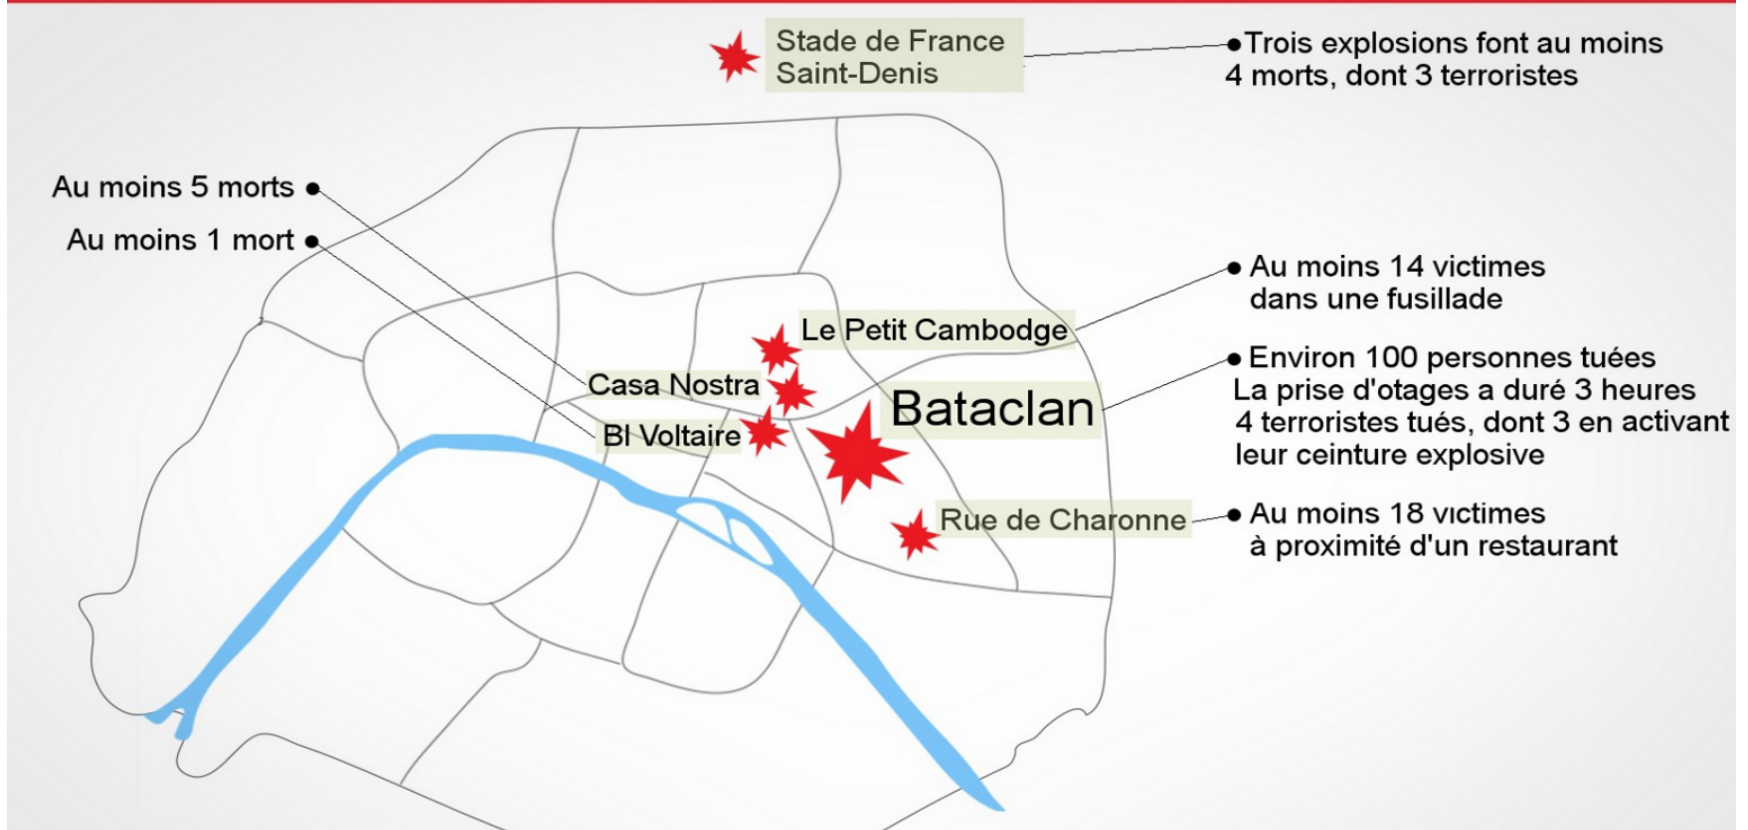 Stade de France
Saint-Denis
Trois explosions font au moins
4 morts, dont 3 terroristes
Au moins 5 morts
Au moins 1 mort
Au moins 14 victimes
dans une fusillade
Le Petit Cambodge
Environ 100 personnes tuées
La prise d'otages a duré 3 heures
4 terroristes tués, dont 3 en activant
leur ceinture explosive
Casa Nostra
Bataclan
Bl Voltaire
Rue de Charonne
Au moins 18 victimes
à proximité d'un restaurant